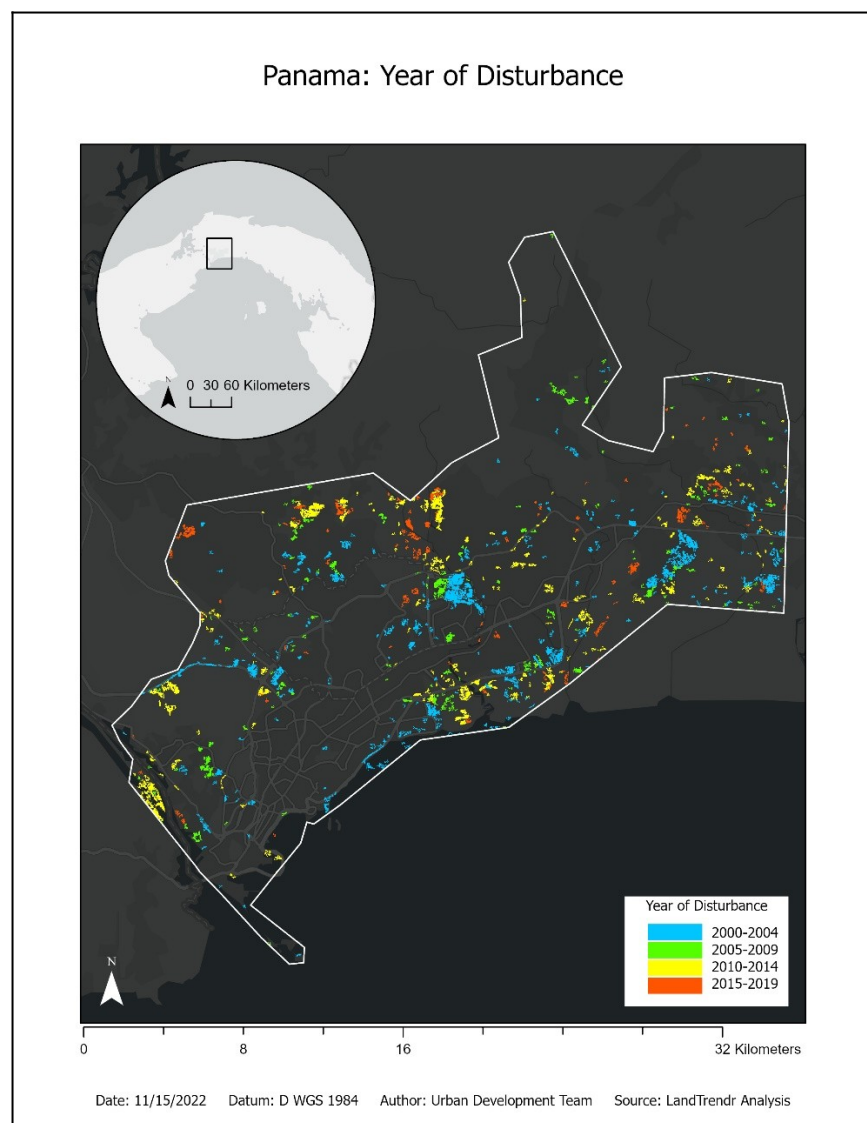 Panama: Year of Disturbance
N
0 30 60 Kilometers
Year of Disturbance
2000-2004
2005-2009
2010-2014
2015-2019
N
0 8 16 32 Kilometers
Date: 11/15/2022 Datum: D WGS 1984 Author: Urban Development Team Source: LandTrendr Analysis